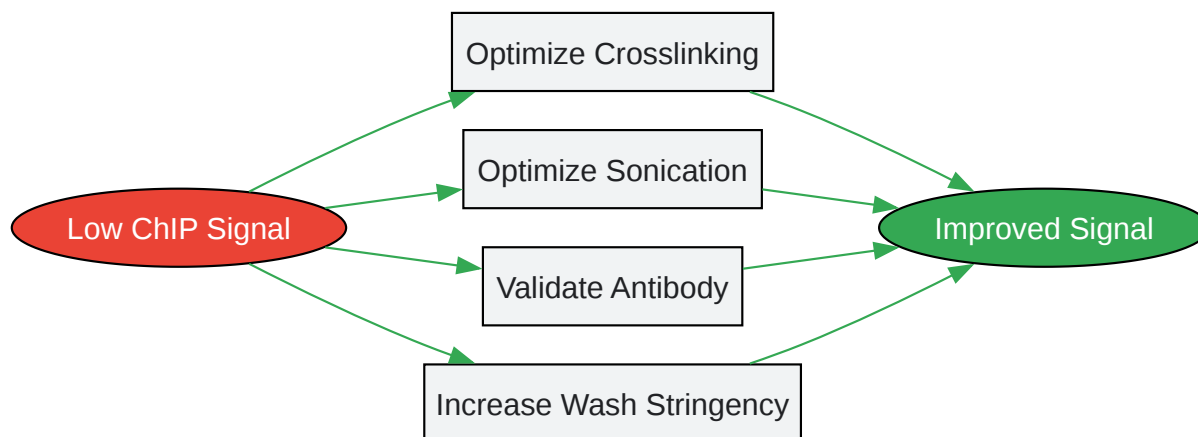 Optimize Crosslinking
Optimize Sonication
Low ChIP Signal
Improved Signal
Validate Antibody
Increase Wash Stringency